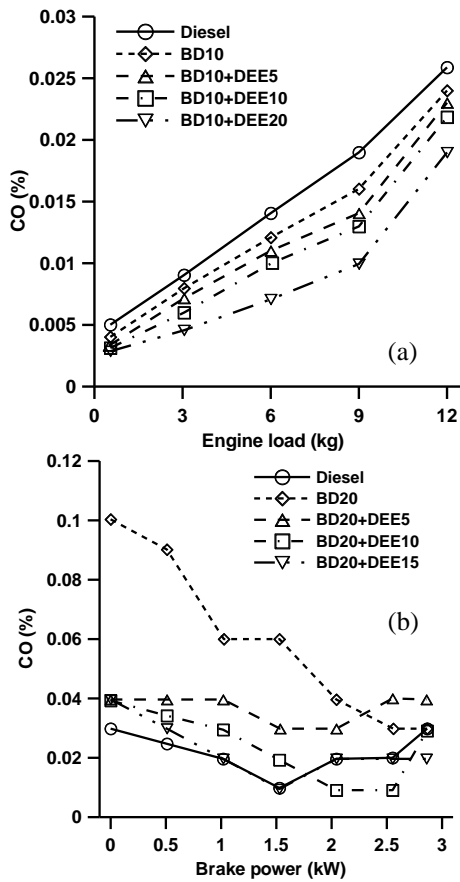 Diesel
BD10
BD10+DEE5
BD10+DEE10
BD10+DEE20
0.03
0.025
0.02
0.015
0.01
0.005
0
CO (%)
(a)
0 3 6 9 12
Engine load (kg)
Diesel
BD20
BD20+DEE5
BD20+DEE10
BD20+DEE15
0.12
0.1
0.08
0.06
0.04
0.02
0
CO (%)
(b)
0 0.5 1 1.5 2 2.5 3
Brake power (kW)